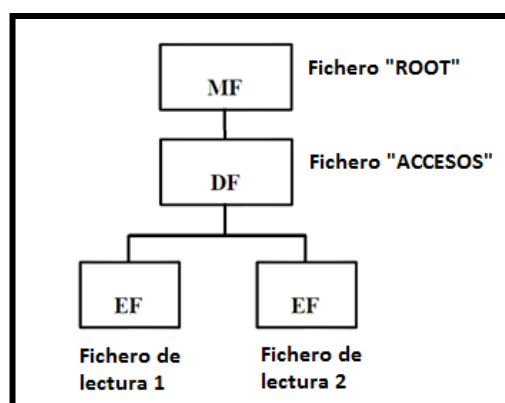 MF
Fichero "ROOT"
DF
Fichero "ACCESOS"
EF
EF
Fichero de
lectura 1
Fichero de
lectura 2